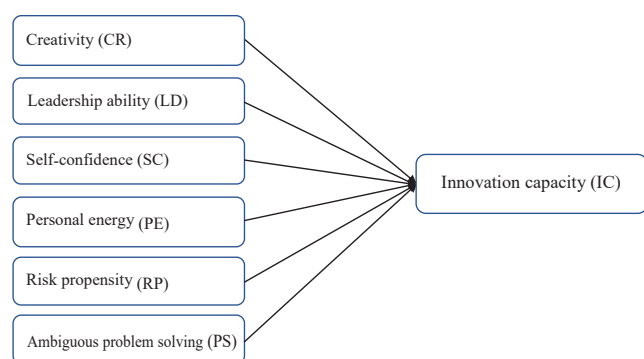 Creativity (CR)
Leadership ability (LD)
Self-confidence (SC)
Innovation capacity (IC)
Personal energy (PE)
Risk propensity (RP)
Ambiguous problem solving (PS)